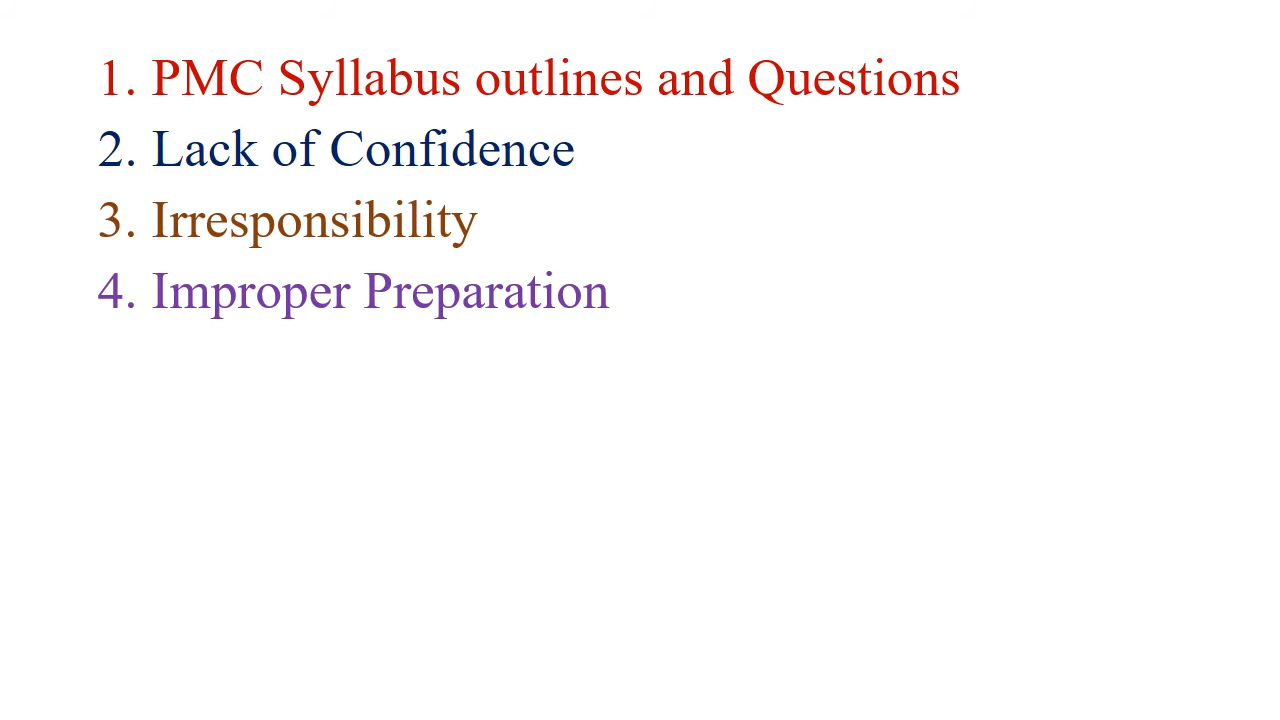 1. PMC Syllabus outlines and Questions
2. Lack of Confidence
3. Irresponsibility
4. Improper Preparation